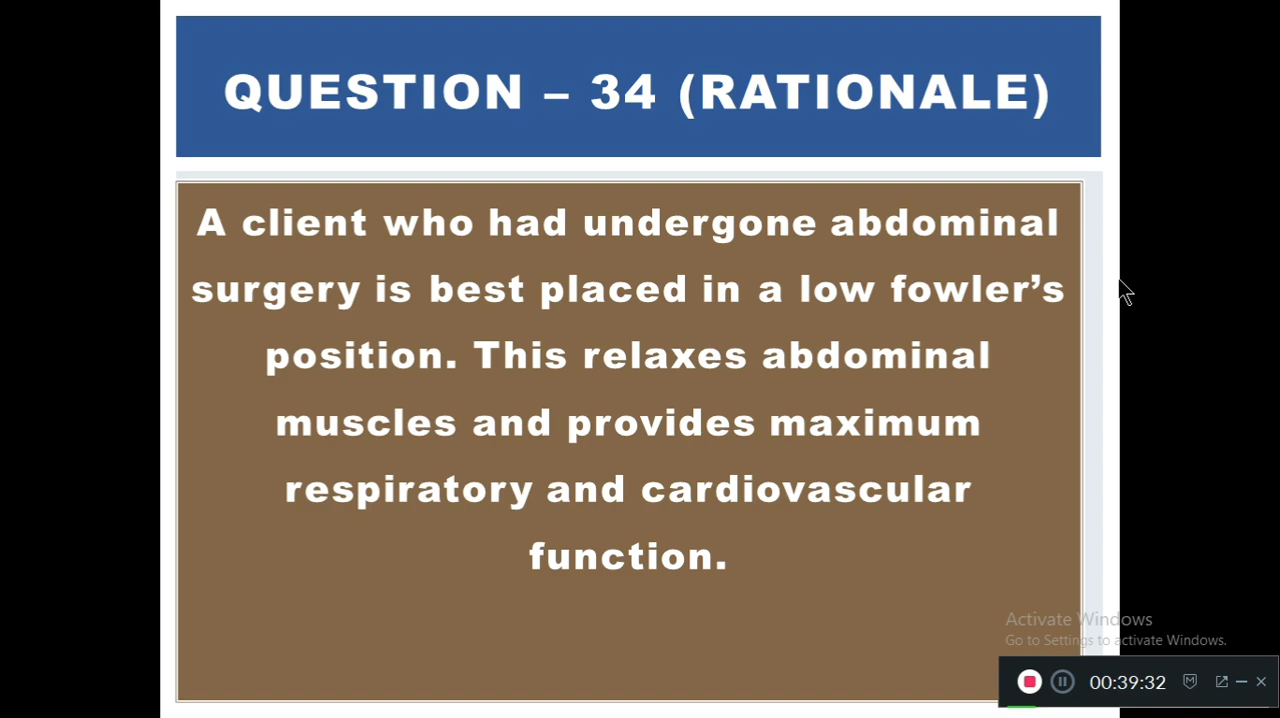 QUESTION – 34 (RATIONALE)
A client who had undergone abdominal
surgery is best placed in a low fowler’s
position. This relaxes abdominal
muscles and provides maximum
respiratory and cardiovascular
function.
Activate Windows
Go to Settings to activate Windows.
00:39:32